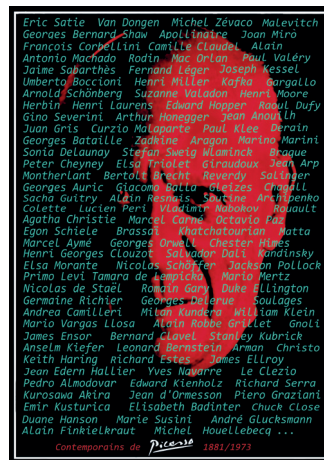 Eric Satie Van Dongen Michel Zévaco Malevitch
Georges Bernard Shaw Apollinaire Joan Miró
François Corbellini Camille Claudel Alain
Antonio Machado Rodin Mac Orlan Paul Valéry
Jaime Sabarthès Fernand Léger Joseph Kessel
Umberto Boccioni Henri Miller Kafka Gargallo
Arnold Schönberg Suzanne Valadon Henri Moore
Herbin Henri Laurens Edward Hopper Raoul Dufy
Gino Severini Arthur Honegger Jean Anouilh
Juan Gris Curzio Malaparte Paul Klee Derain
Georges Bataille Zadkine Aragon Marino Marini
Sonia Delaunay Stefan Sweig Wlaminck Braque
Peter Cheyney Elsa Triolet Giraudoux Jean Arp
Montherlant Bertolt Brecht Reverdy Salinger
Georges Auric Giacomo Balla Gleizes Chagall
Sacha Guitry Alain Resnais Soutine Archipenko
Colette Lucien Peri Vladimir Nabokov Rouault
Agatha Christie Marcel Carné Octavio Paz
Egon Schiele Brassaï Khatchatourian Matta
Marcel Aymé Georges Orwell Chester Himes
Henri Georges Clouzot Salvador Dali Kandinsky
Elsa Morante Nicolas Schöffer Jackson Pollock
Primo Levi Tamara de Lempicka Mario Mertz
Nicolas de Staël Romain Gary Duke Ellington
Germaine Richier Georges Delerue Soulages
Andrea Camilleri Milan Kundera William Klein
Mario Vargas Llosa Alain Robbe Grillet Gnoli
James Ensor Bernard Clavel Stanley Kubrick
Anselm Kiefer Leonard Bernstein Arman Christo
Keith Haring Richard Estes James Ellroy
Jean Edern Hallier Yves Navarre Le Clezio
Pedro Almodovar Edward Kienholz Richard Serra
Kurosawa Akira Jean d'Ormesson Piero Graziani
Emir Kusturica Elisabeth Badinter Chuck Close
Duane Hanson Marie Susini André Glucksmann
Alain Finkielkraut Michel Houellebecq ...
Contemporains de Picasso 1881/1973